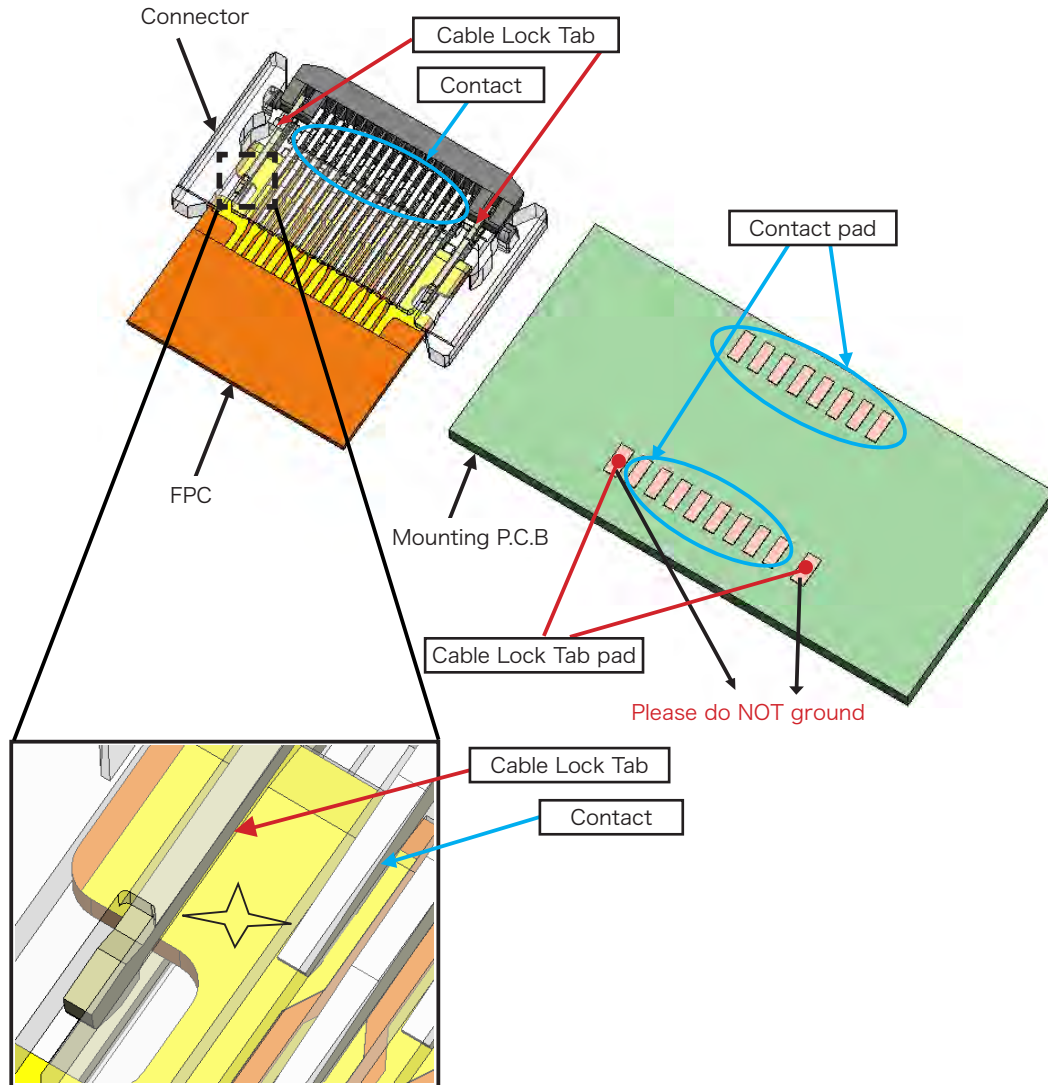 Connector
Cable Lock Tab
Contact
Contact pad
FPC
Mounting P.C.B
Cable Lock Tab pad
Please do NOT ground
Cable Lock Tab
Contact